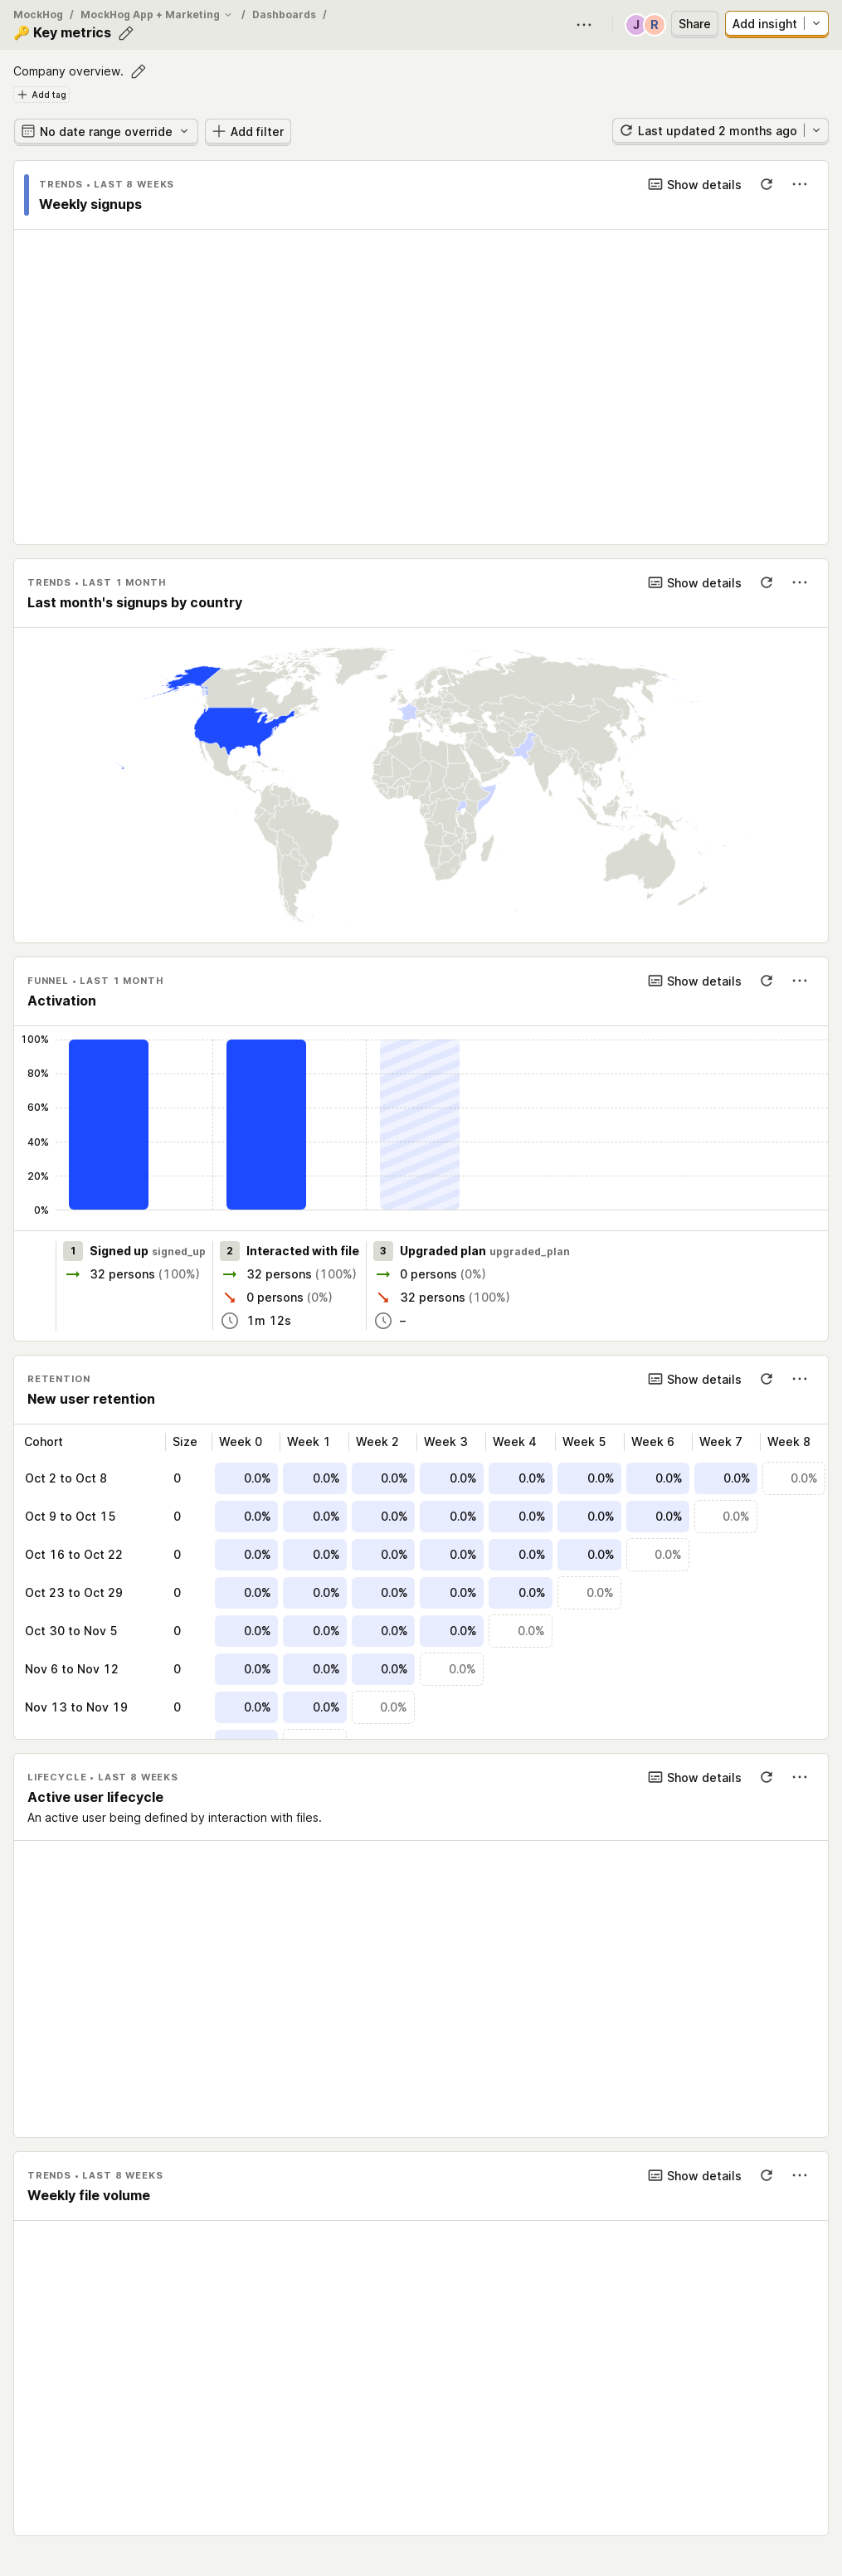 MockHog / MockHog App + Marketing / Dashboards /
🔑 Key metrics
J R Share Add insight
Company overview.
Add tag
No date range override Add filter Last updated 2 months ago
TRENDS • LAST 8 WEEKS
Show details
Weekly signups
TRENDS • LAST 1 MONTH
Show details
Last month's signups by country
FUNNEL • LAST 1 MONTH
Show details
Activation
100%
80%
60%
40%
20%
0%
1 Signed up signed_up 2 Interacted with file 3 Upgraded plan upgraded_plan
32 persons (100%) 32 persons (100%) 0 persons (0%)
0 persons (0%) 32 persons (100%)
1m 12s –
RETENTION
Show details
New user retention
Cohort Size Week 0 Week 1 Week 2 Week 3 Week 4 Week 5 Week 6 Week 7 Week 8
Oct 2 to Oct 8 0 0.0% 0.0% 0.0% 0.0% 0.0% 0.0% 0.0% 0.0% 0.0%
Oct 9 to Oct 15 0 0.0% 0.0% 0.0% 0.0% 0.0% 0.0% 0.0% 0.0%
Oct 16 to Oct 22 0 0.0% 0.0% 0.0% 0.0% 0.0% 0.0% 0.0%
Oct 23 to Oct 29 0 0.0% 0.0% 0.0% 0.0% 0.0% 0.0%
Oct 30 to Nov 5 0 0.0% 0.0% 0.0% 0.0% 0.0%
Nov 6 to Nov 12 0 0.0% 0.0% 0.0% 0.0%
Nov 13 to Nov 19 0 0.0% 0.0% 0.0%
LIFECYCLE • LAST 8 WEEKS
Show details
Active user lifecycle
An active user being defined by interaction with files.
TRENDS • LAST 8 WEEKS
Show details
Weekly file volume